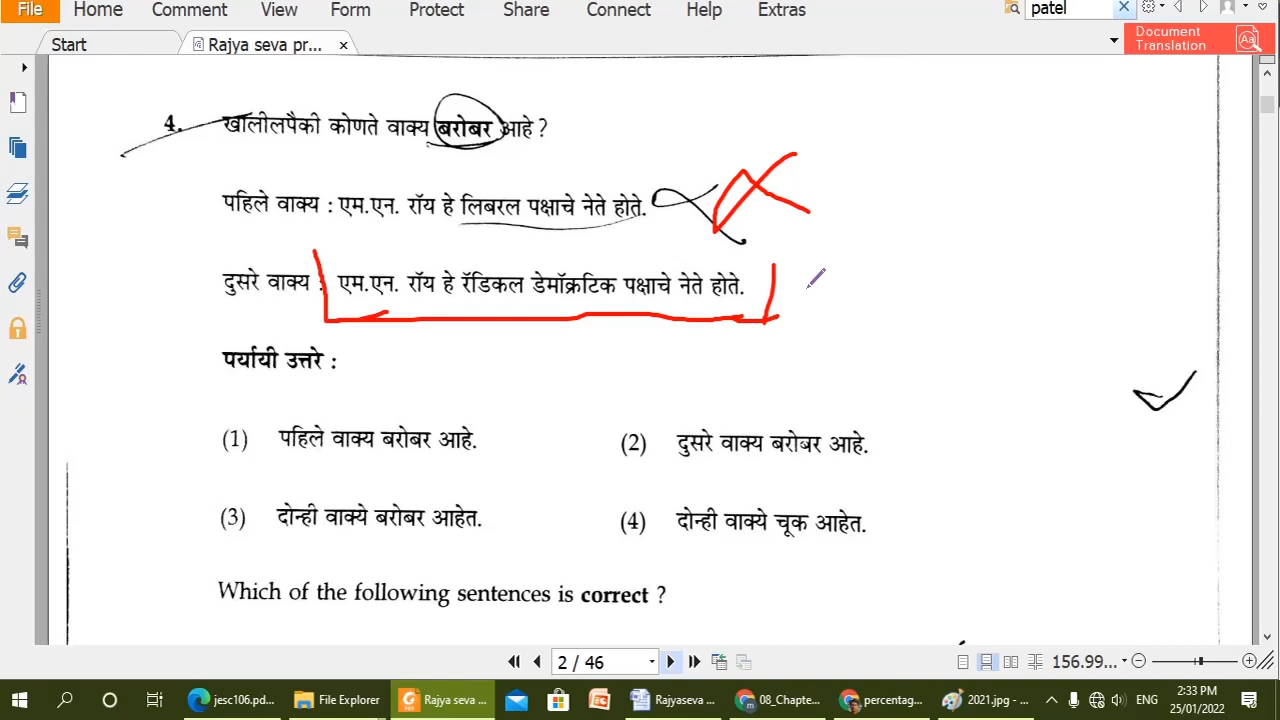 File Home Comment View Form Protect Share Connect Help Extras patel
Start Rajya seva pr... × Document Translation
4. खालीलपैकी कोणते वाक्य बरोबर आहे ?
पहिले वाक्य : एम.एन. रॉय हे लिबरल पक्षाचे नेते होते.
दुसरे वाक्य : एम.एन. रॉय हे रॅडिकल डेमॉक्रटिक पक्षाचे नेते होते.
पर्यायी उत्तरे :
(1) पहिले वाक्य बरोबर आहे. (2) दुसरे वाक्य बरोबर आहे.
(3) दोन्ही वाक्ये बरोबर आहेत. (4) दोन्ही वाक्ये चूक आहेत.
Which of the following sentences is correct ?
2 / 46 156.99...
jesc106.pd... File Explorer Rajya seva ... Rajyaseva ... 08_Chapte... percentag... 2021.jpg - ... ENG 2:33 PM
25/01/2022